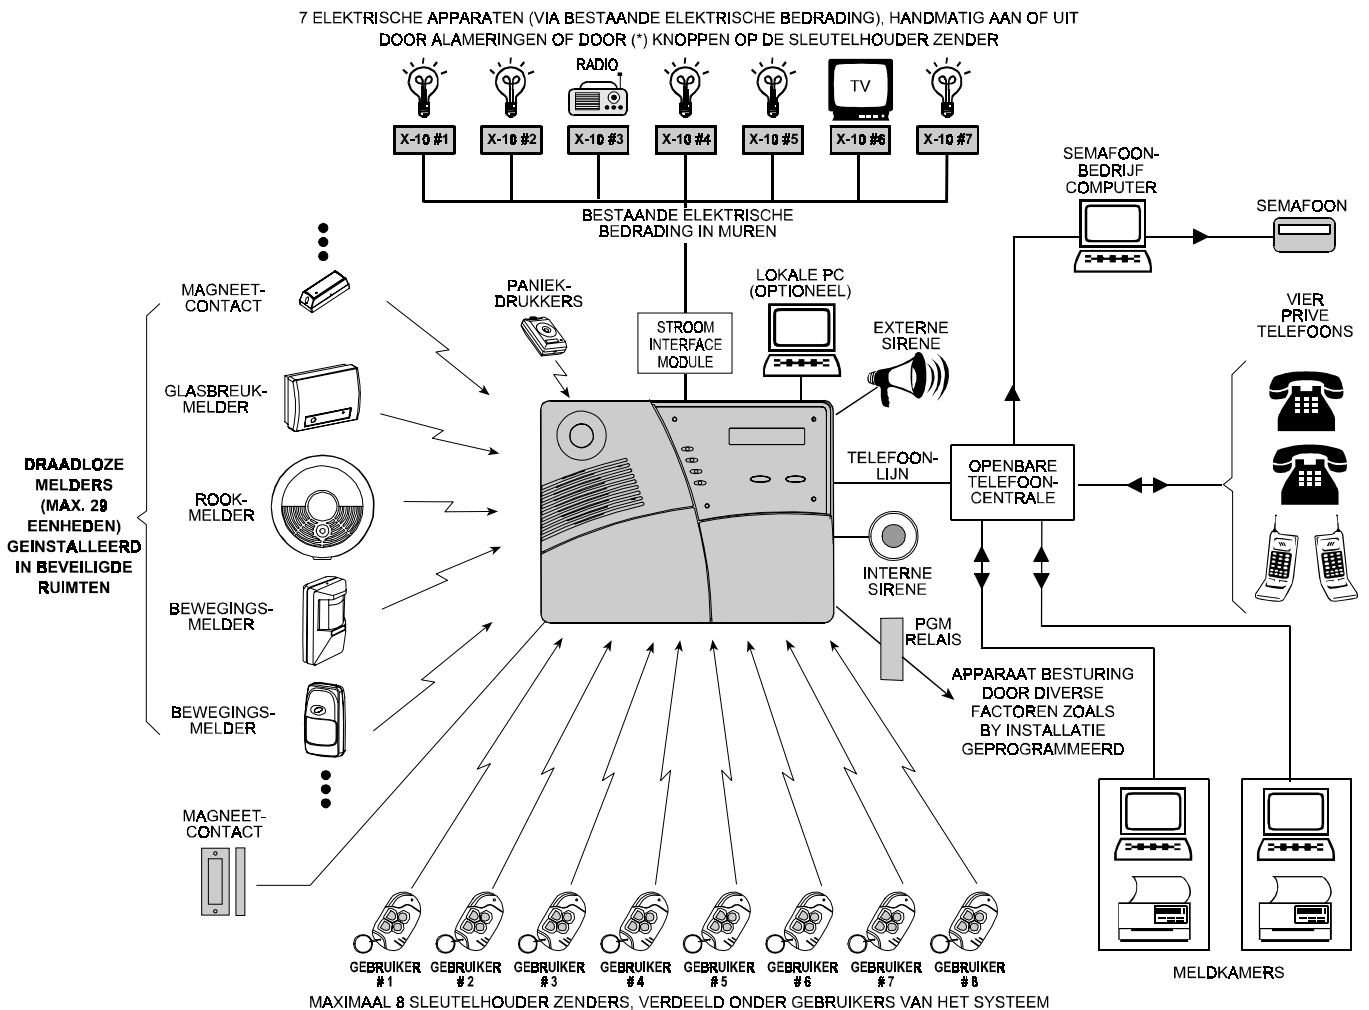 7 ELEKTRISCHE APPARATEN (VIA BESTAANDE ELEKTRISCHE BEDRADING), HANDMATIG AAN OF UIT
DOOR ALAMERINGEN OF DOOR (*) KNOPPEN OP DE SLEUTELHOUDER ZENDER
RADIO
TV
X-10 #1
X-10 #2
X-10 #3
X-10 #4
X-10 #5
X-10 #6
X-10 #7
BESTAANDE ELEKTRISCHE
BEDRADING IN MUREN
SEMAFOON-
BEDRIJF
COMPUTER
SEMAFOON
MAGNEET-
CONTACT
PANIEK-
DRUKKERS
STROOM
INTERFACE
MODULE
LOKALE PC
(OPTIONEEL)
EXTERNE
SIRENE
VIER
PRIVE
TELEFOONS
GLASBREUK-
MELDER
DRAADLOZE
MELDERS
(MAX. 29
EENHEDEN)
GEINSTALLEERD
IN BEVEILIGDE
RUIMTEN
ROOK-
MELDER
TELEFOON-
LIJN
OPENBARE
TELEFOON-
CENTRALE
INTERNE
SIRENE
BEWEGINGS-
MELDER
PGM
RELAIS
BEWEGINGS-
MELDER
APPARAAT BESTURING
DOOR DIVERSE
FACTOREN ZOALS
BY INSTALLATIE
GEPROGRAMMEERD
MAGNEET-
CONTACT
GEBRUIKER
#1
GEBRUIKER
#2
GEBRUIKER
#3
GEBRUIKER
#4
GEBRUIKER
#5
GEBRUIKER
#6
GEBRUIKER
#7
GEBRUIKER
#8
MELDKAMERS
MAXIMAAL 8 SLEUTELHOUDER ZENDERS, VERDEELD ONDER GEBRUIKERS VAN HET SYSTEEM